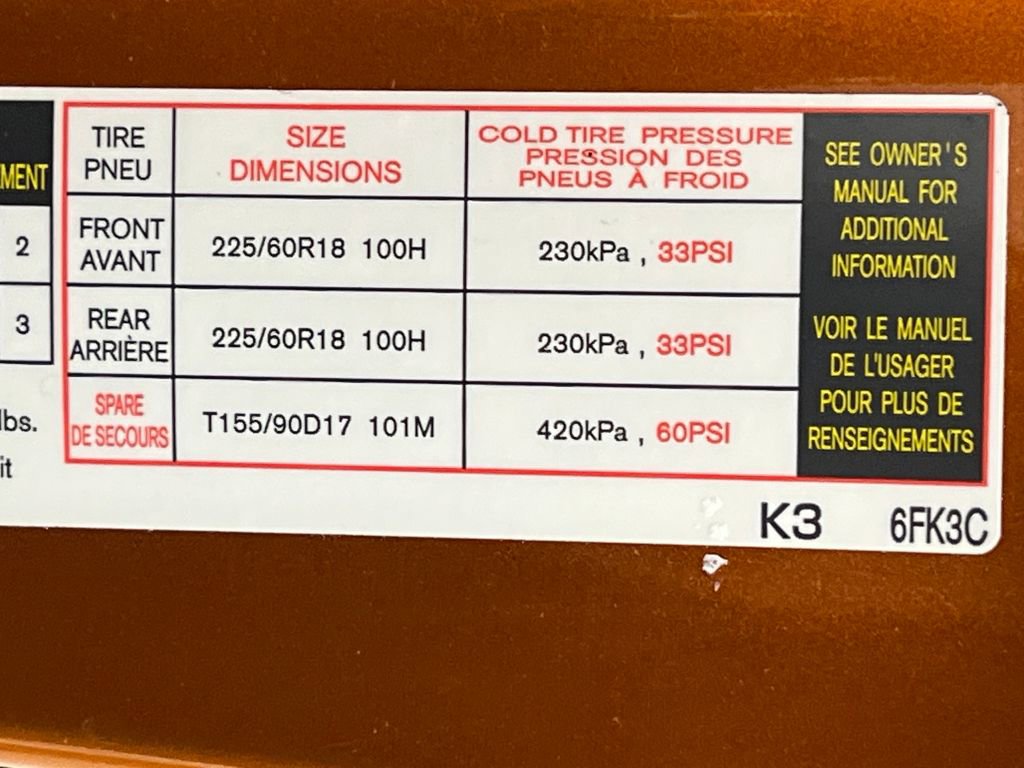 TIRE
PNEU
SIZE
DIMENSIONS
COLD TIRE PRESSURE
PRESSION DES
PNEUS À FROID
FRONT
AVANT
225/60R18 100H
230kPa , 33PSI
REAR
ARRIÈRE
225/60R18 100H
230kPa , 33PSI
SPARE
DE SECOURS
T155/90D17 101M
420kPa , 60PSI
SEE OWNER'S
MANUAL FOR
ADDITIONAL
INFORMATION
VOIR LE MANUEL
DE L'USAGER
POUR PLUS DE
RENSEIGNEMENTS
MENT
2
3
lbs.
it
K3 6FK3C